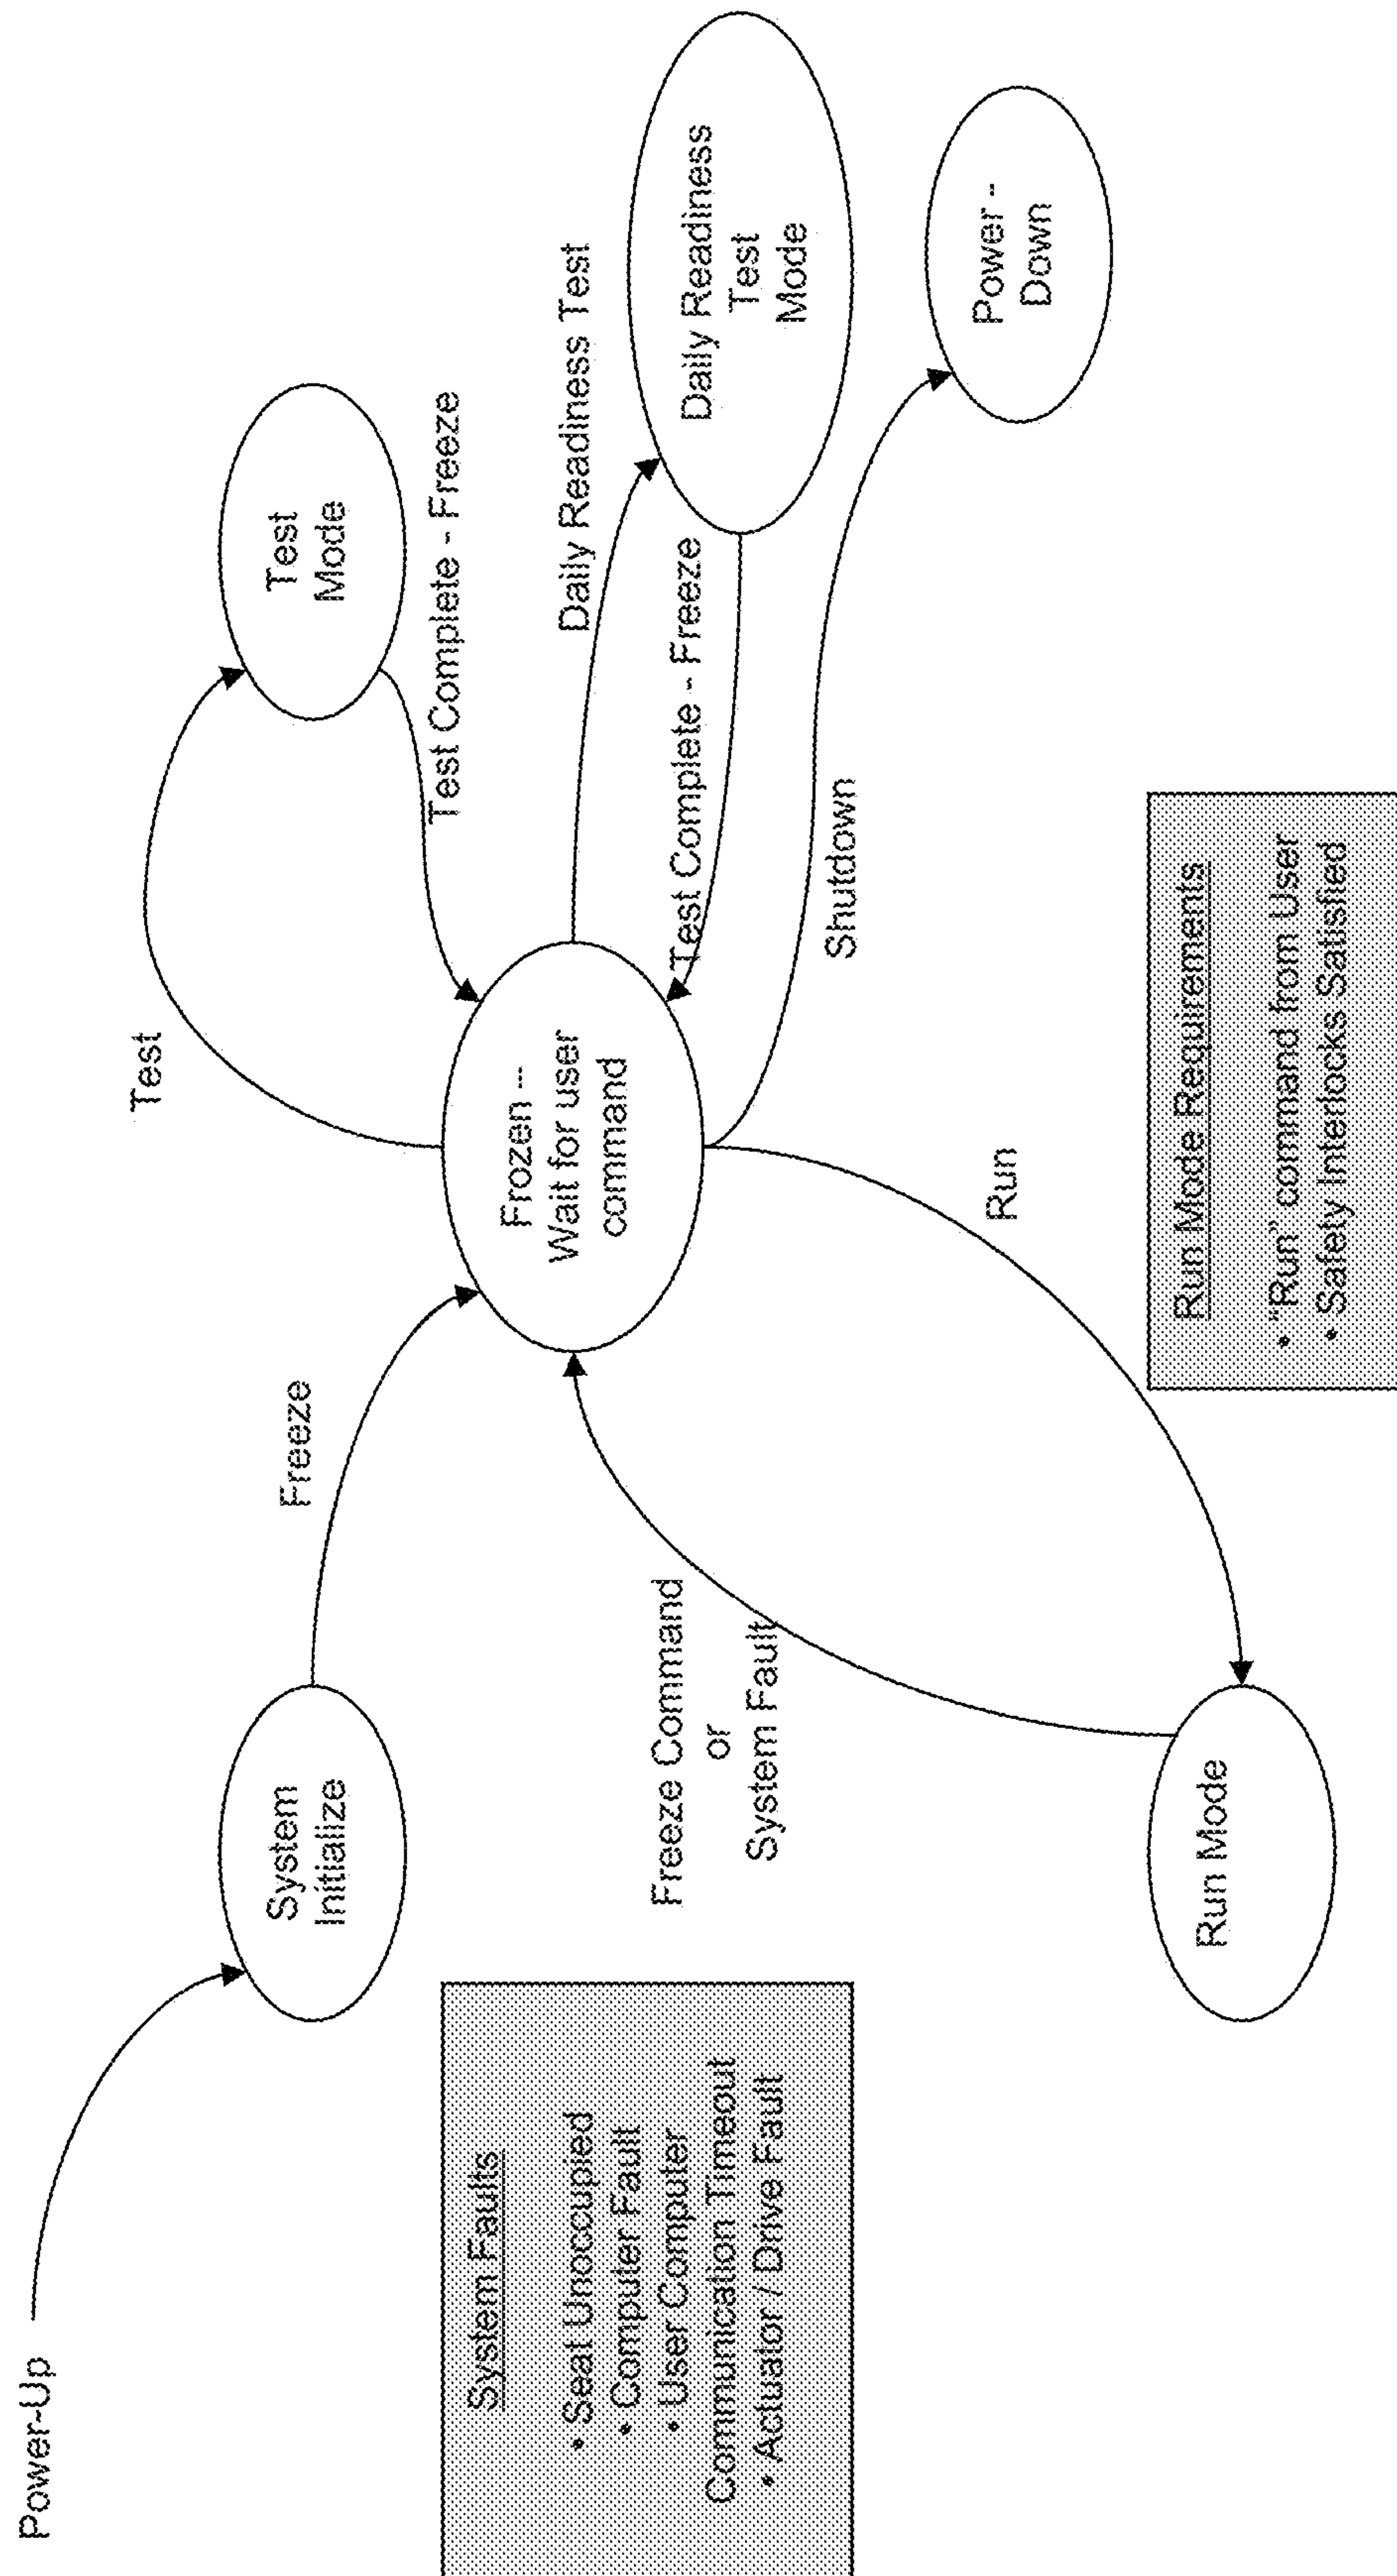 Power-Up
System
Initialize
Freeze
Test
Test
Mode
Test Complete - Freeze
Frozen --
Wait for user
command
Daily Readiness Test
Daily Readiness
Test
Mode
Test Complete - Freeze
Shutdown
Power -
Down
System Faults
• Seat Unoccupied
• Computer Fault
• User Computer
Communication Timeout
• Actuator / Drive Fault
Freeze Command
or
System Fault
Run
Run Mode
Run Mode Requirements
• "Run" command from User
• Safety Interlocks Satisfied